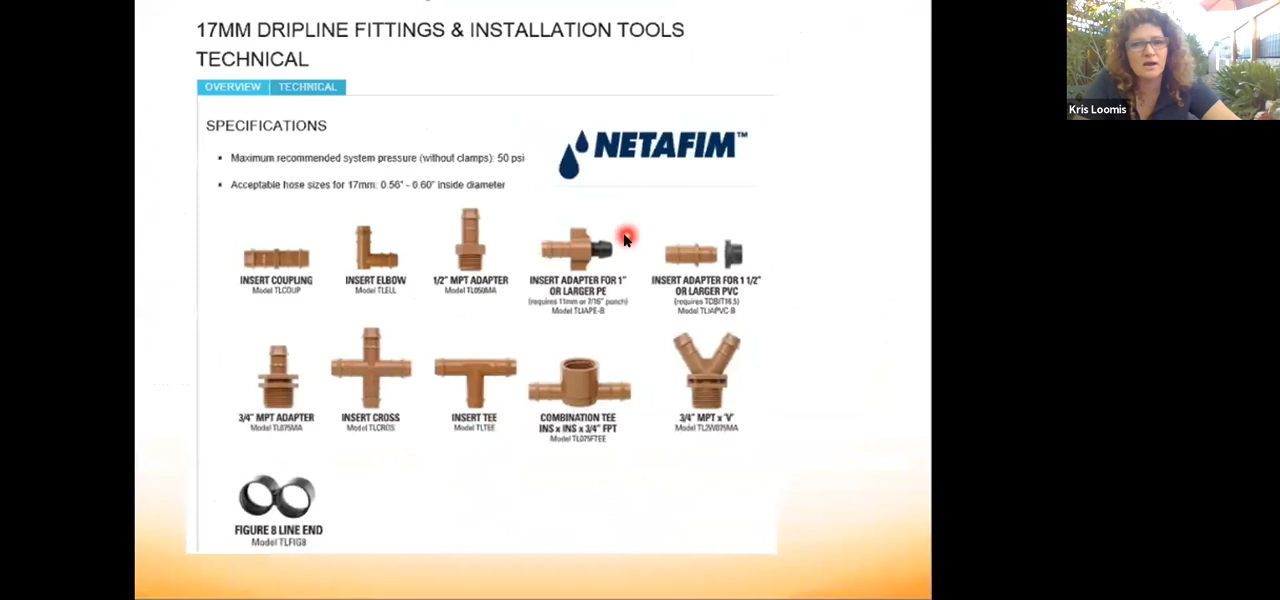 17MM DRIPLINE FITTINGS & INSTALLATION TOOLS
TECHNICAL
OVERVIEW
TECHNICAL
Kris Loomis
SPECIFICATIONS
NETAFIM™
• Maximum recommended system pressure (without clamps): 50 psi
• Acceptable hose sizes for 17mm: 0.56" - 0.60" inside diameter
INSERT COUPLING
Model TLCOUP
INSERT ELBOW
Model TLELL
1/2" MPT ADAPTER
Model TL050MA
INSERT ADAPTER FOR 1"
OR LARGER PE
(requires 11mm or 7/16" punch)
Model TLIAPE-B
INSERT ADAPTER FOR 1 1/2"
OR LARGER PVC
(requires TDBIT16.5)
Model TLIAPVC-B
3/4" MPT ADAPTER
Model TL075MA
INSERT CROSS
Model TLCROS
INSERT TEE
Model TLTEE
COMBINATION TEE
INS x INS x 3/4" FPT
Model TL075FTEE
3/4" MPT x 'V'
Model TL2W075MA
FIGURE 8 LINE END
Model TLFIG8